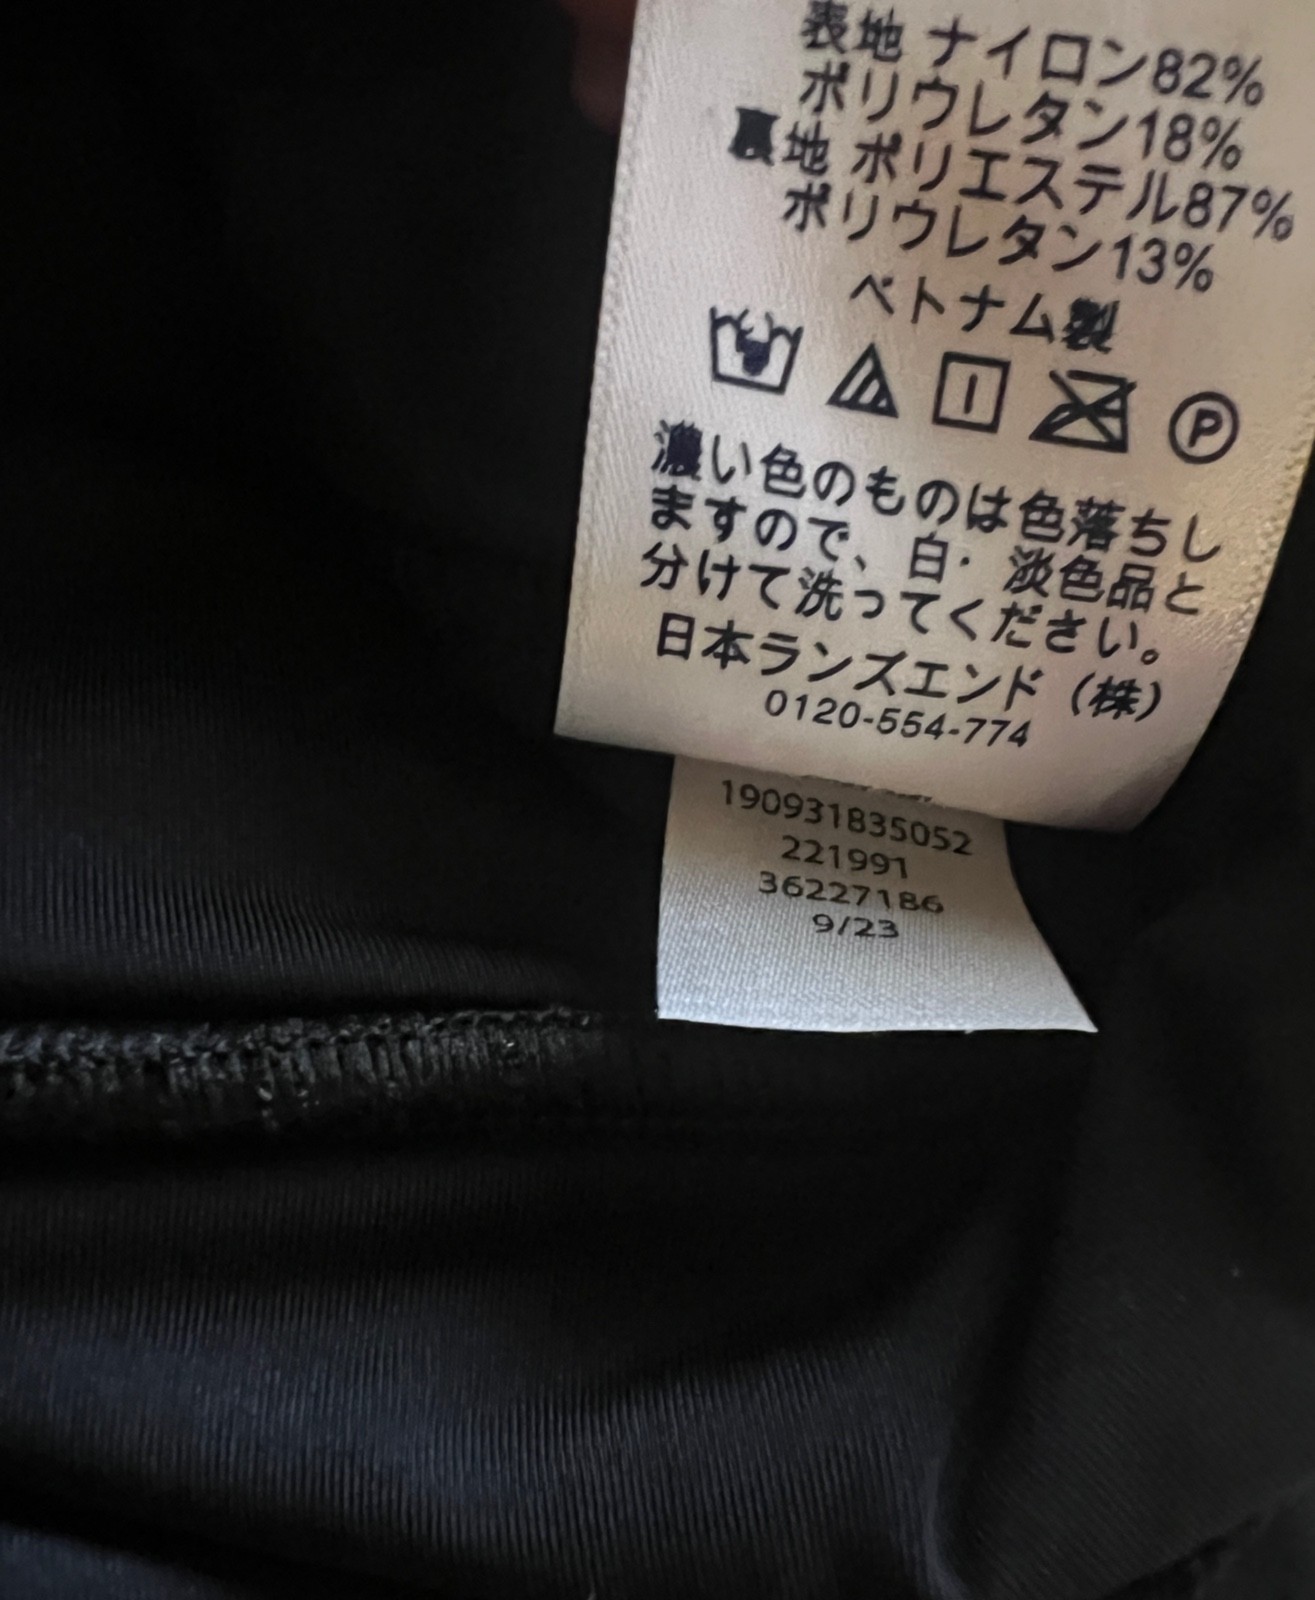 表地 ナイロン82%
ポリウレタン18%
裏地 ポリエステル87%
ポリウレタン13%
ベトナム製
P
濃い色のものは色落ちし
ますので、白・淡色品と
分けて洗ってください。
日本ランズエンド（株）
0120-554-774
190931835052
221991
36227186
9/23